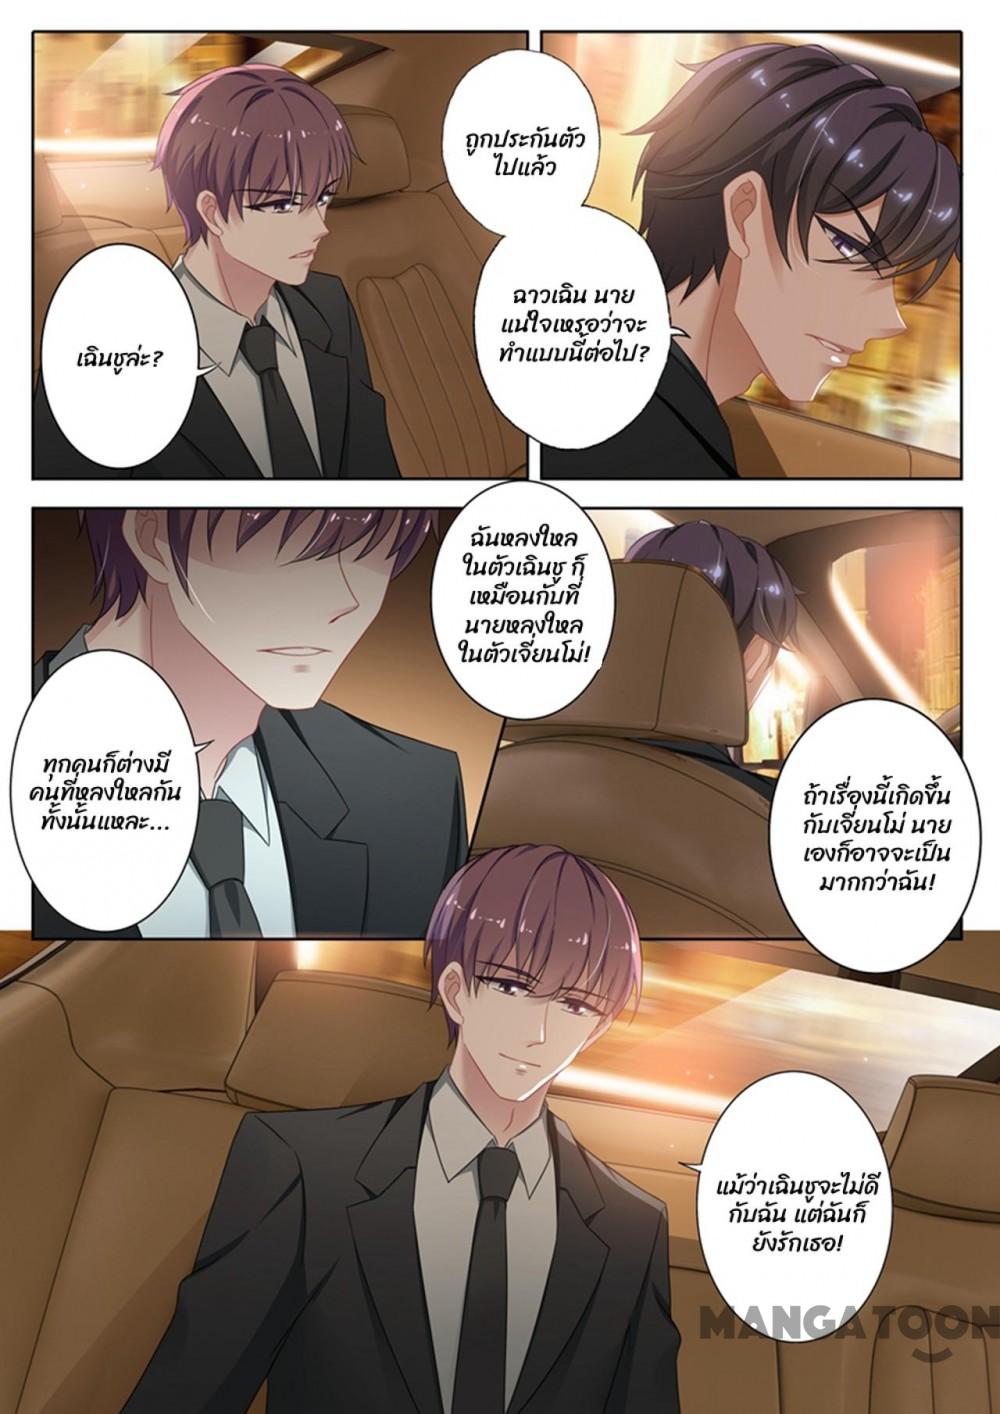 เฉินชูล่ะ?
ถูกประกันตัว
ไปแล้ว
ฉาวเฉิน นาย
แน่ใจเหรอว่าจะ
ทำแบบนี้ต่อไป?
ทุกคนก็ต่างมี
คนที่หลงใหลกัน
ทั้งนั้นแหละ...
ฉันหลงใหล
ในตัวเฉินชู ก็
เหมือนกับที่
นายหลงใหล
ในตัวเจี่ยนโม่!
ถ้าเรื่องนี้เกิดขึ้น
กับเจี่ยนโม่ นาย
เองก็อาจจะเป็น
มากกว่าฉัน!
แม้ว่าเฉินชูจะไม่ดี
กับฉัน แต่ฉันก็
ยังรักเธอ!
MANGATOON